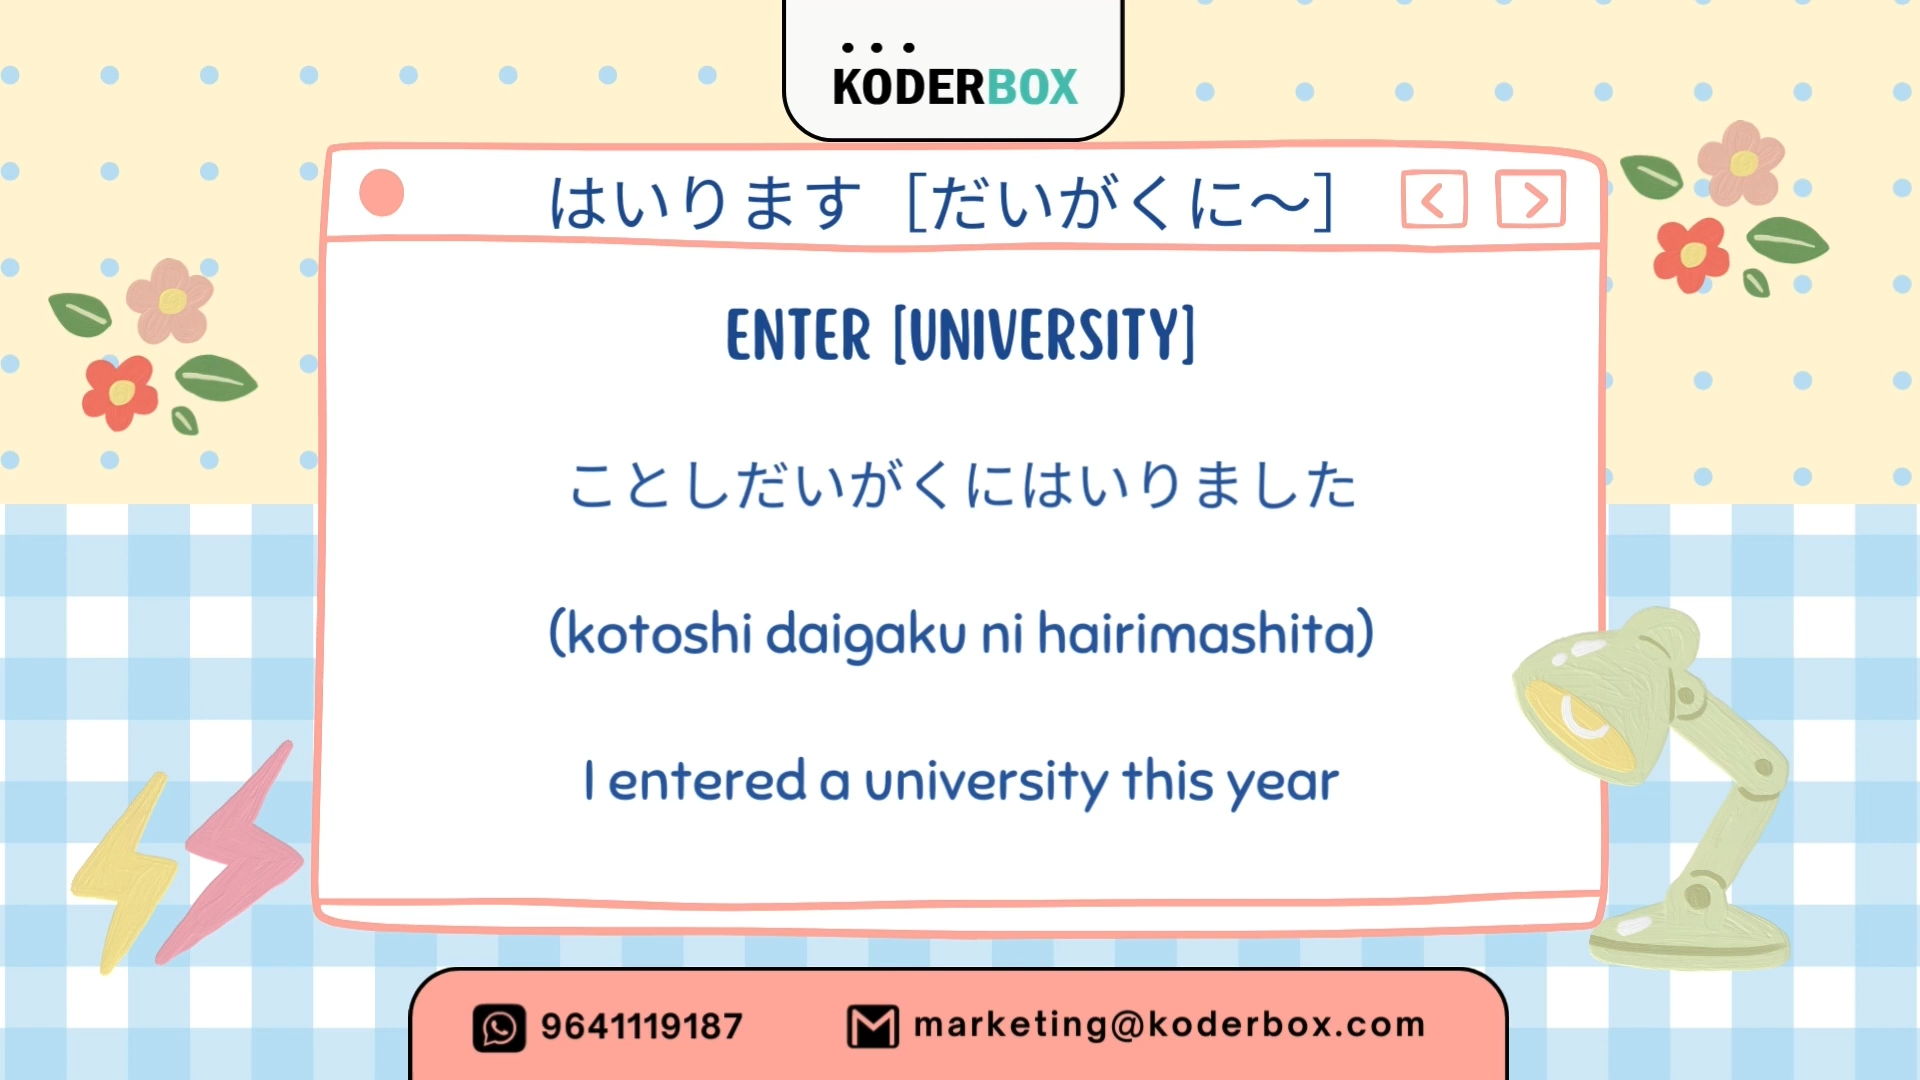 KODERBOX
はいります［だいがくに～］
ENTER [UNIVERSITY]
ことしだいがくにはいりました
(kotoshi daigaku ni hairimashita)
I entered a university this year
9641119187
marketing@koderbox.com